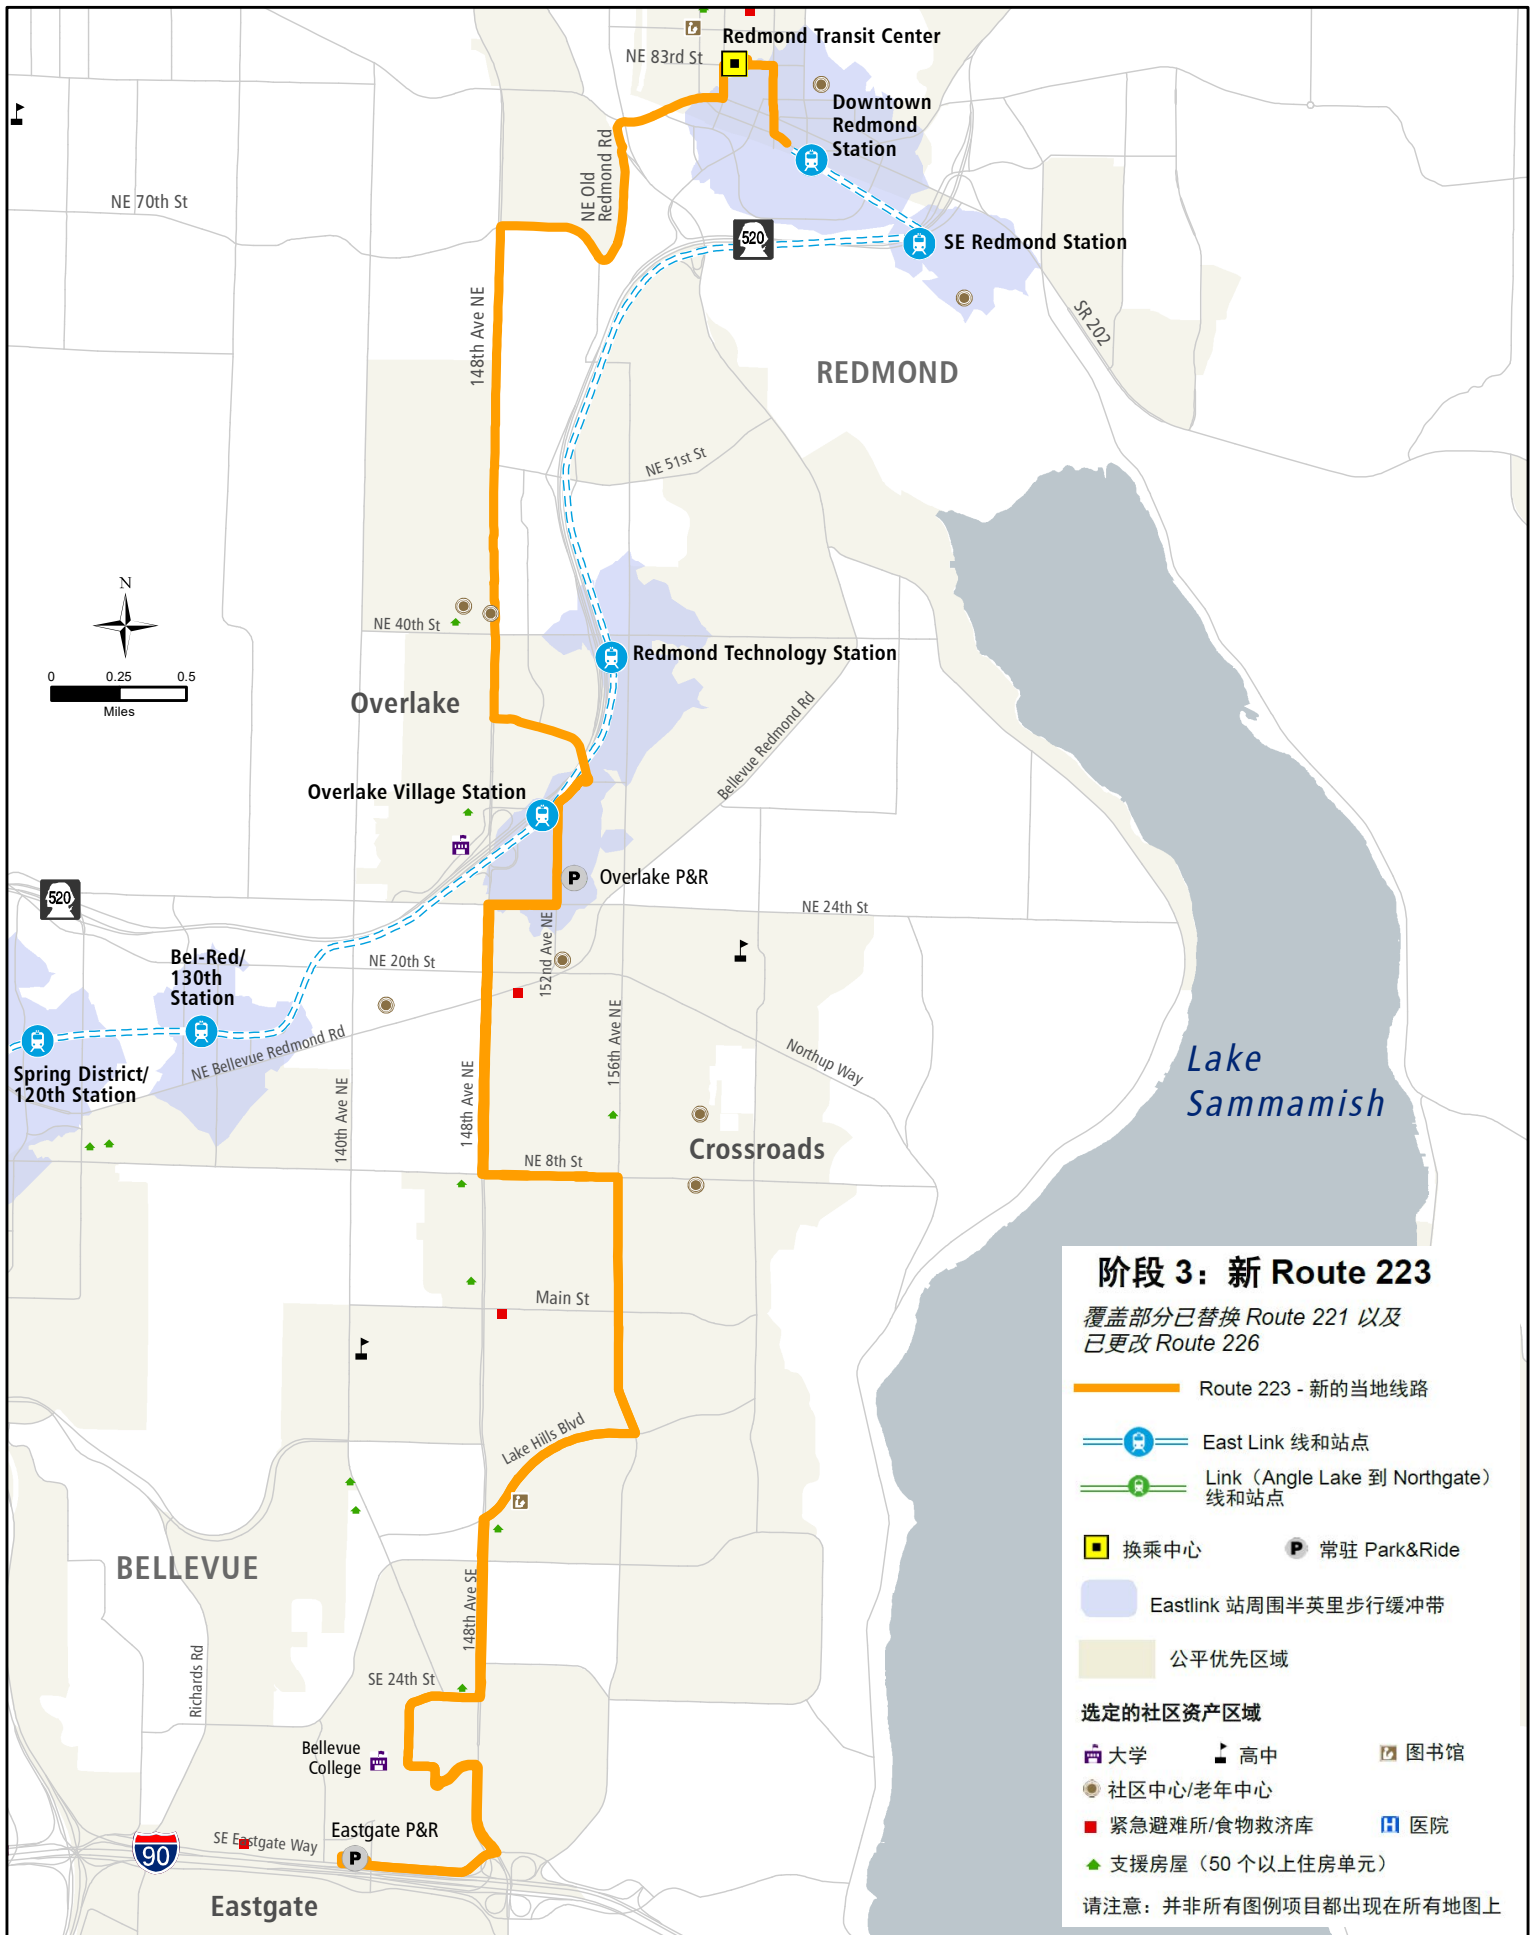 Redmond Transit Center
NE 83rd St
Downtown
Redmond
Station
NE Old
Redmond Rd
NE 70th St
520
SE Redmond Station
148th Ave NE
SR 202
REDMOND
NE 51st St
N
NE 40th St
Redmond Technology Station
0 0.25 0.5
Miles
Overlake
Bellevue Redmond Rd
Overlake Village Station
P
Overlake P&R
520
NE 24th St
152nd Ave NE
Bel-Red/
130th
Station
NE 20th St
NE Bellevue Redmond Rd
Spring District/
120th Station
156th Ave NE
Northup Way
Lake
Sammamish
140th Ave NE
148th Ave NE
Crossroads
NE 8th St
Main St
Lake Hills Blvd
BELLEVUE
148th Ave SE
Richards Rd
SE 24th St
Bellevue
College
Eastgate P&R
P
SE Eastgate Way
90
Eastgate
阶段 3：新 Route 223
覆盖部分已替换 Route 221 以及
已更改 Route 226
Route 223 - 新的当地线路
East Link 线和站点
Link（Angle Lake 到 Northgate）
线和站点
换乘中心
P 常驻 Park&Ride
Eastlink 站周围半英里步行缓冲带
公平优先区域
选定的社区资产区域
大学 高中 图书馆
社区中心/老年中心
紧急避难所/食物救济库 H 医院
支援房屋（50 个以上住房单元）
请注意：并非所有图例项目都出现在所有地图上